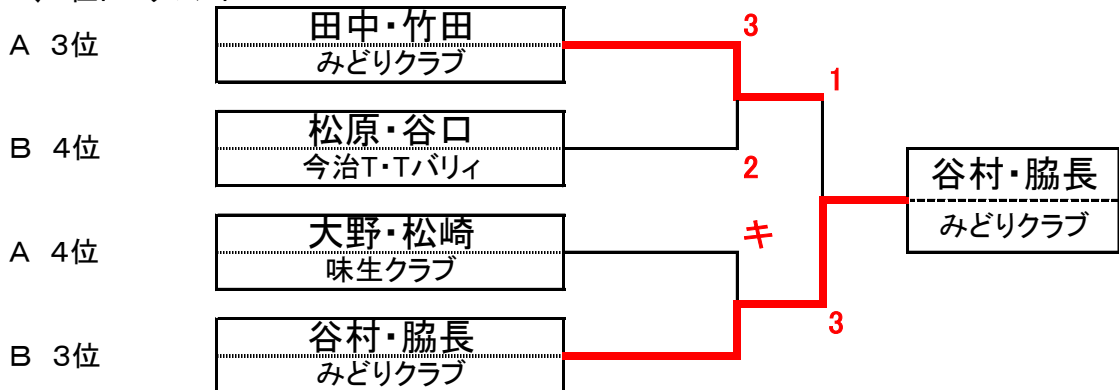 A 3位
田中・竹田
みどりクラブ
3
1
B 4位
松原・谷口
今治T・Tバリィ
2
谷村・脇長
みどりクラブ
A 4位
大野・松崎
味生クラブ
キ
3
B 3位
谷村・脇長
みどりクラブ